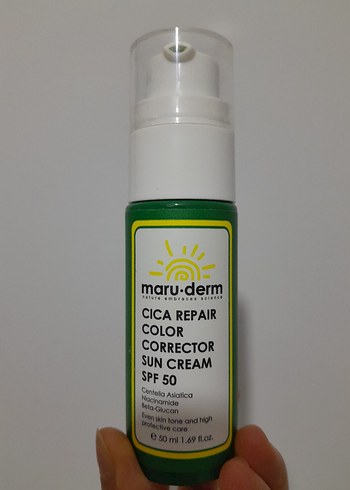 maru·derm
nature embraces science
CICA REPAIR
COLOR
CORRECTOR
SUN CREAM
SPF 50
Centella Asiatica
Niacinamide
Beta-Glucan
Even skin tone and high
protective care
℮ 50 ml 1.69 fl.oz.